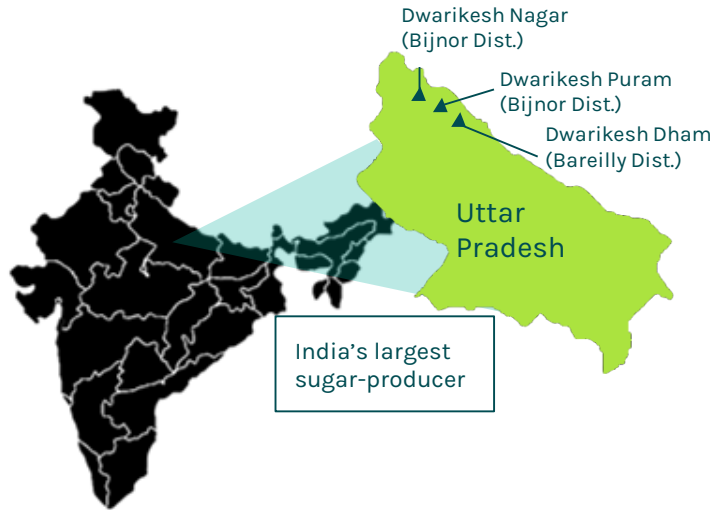 Dwarikesh Nagar
(Bijnor Dist.)
Dwarikesh Puram
(Bijnor Dist.)
Dwarikesh Dham
(Bareilly Dist.)
Uttar
Pradesh
India’s largest
sugar-producer